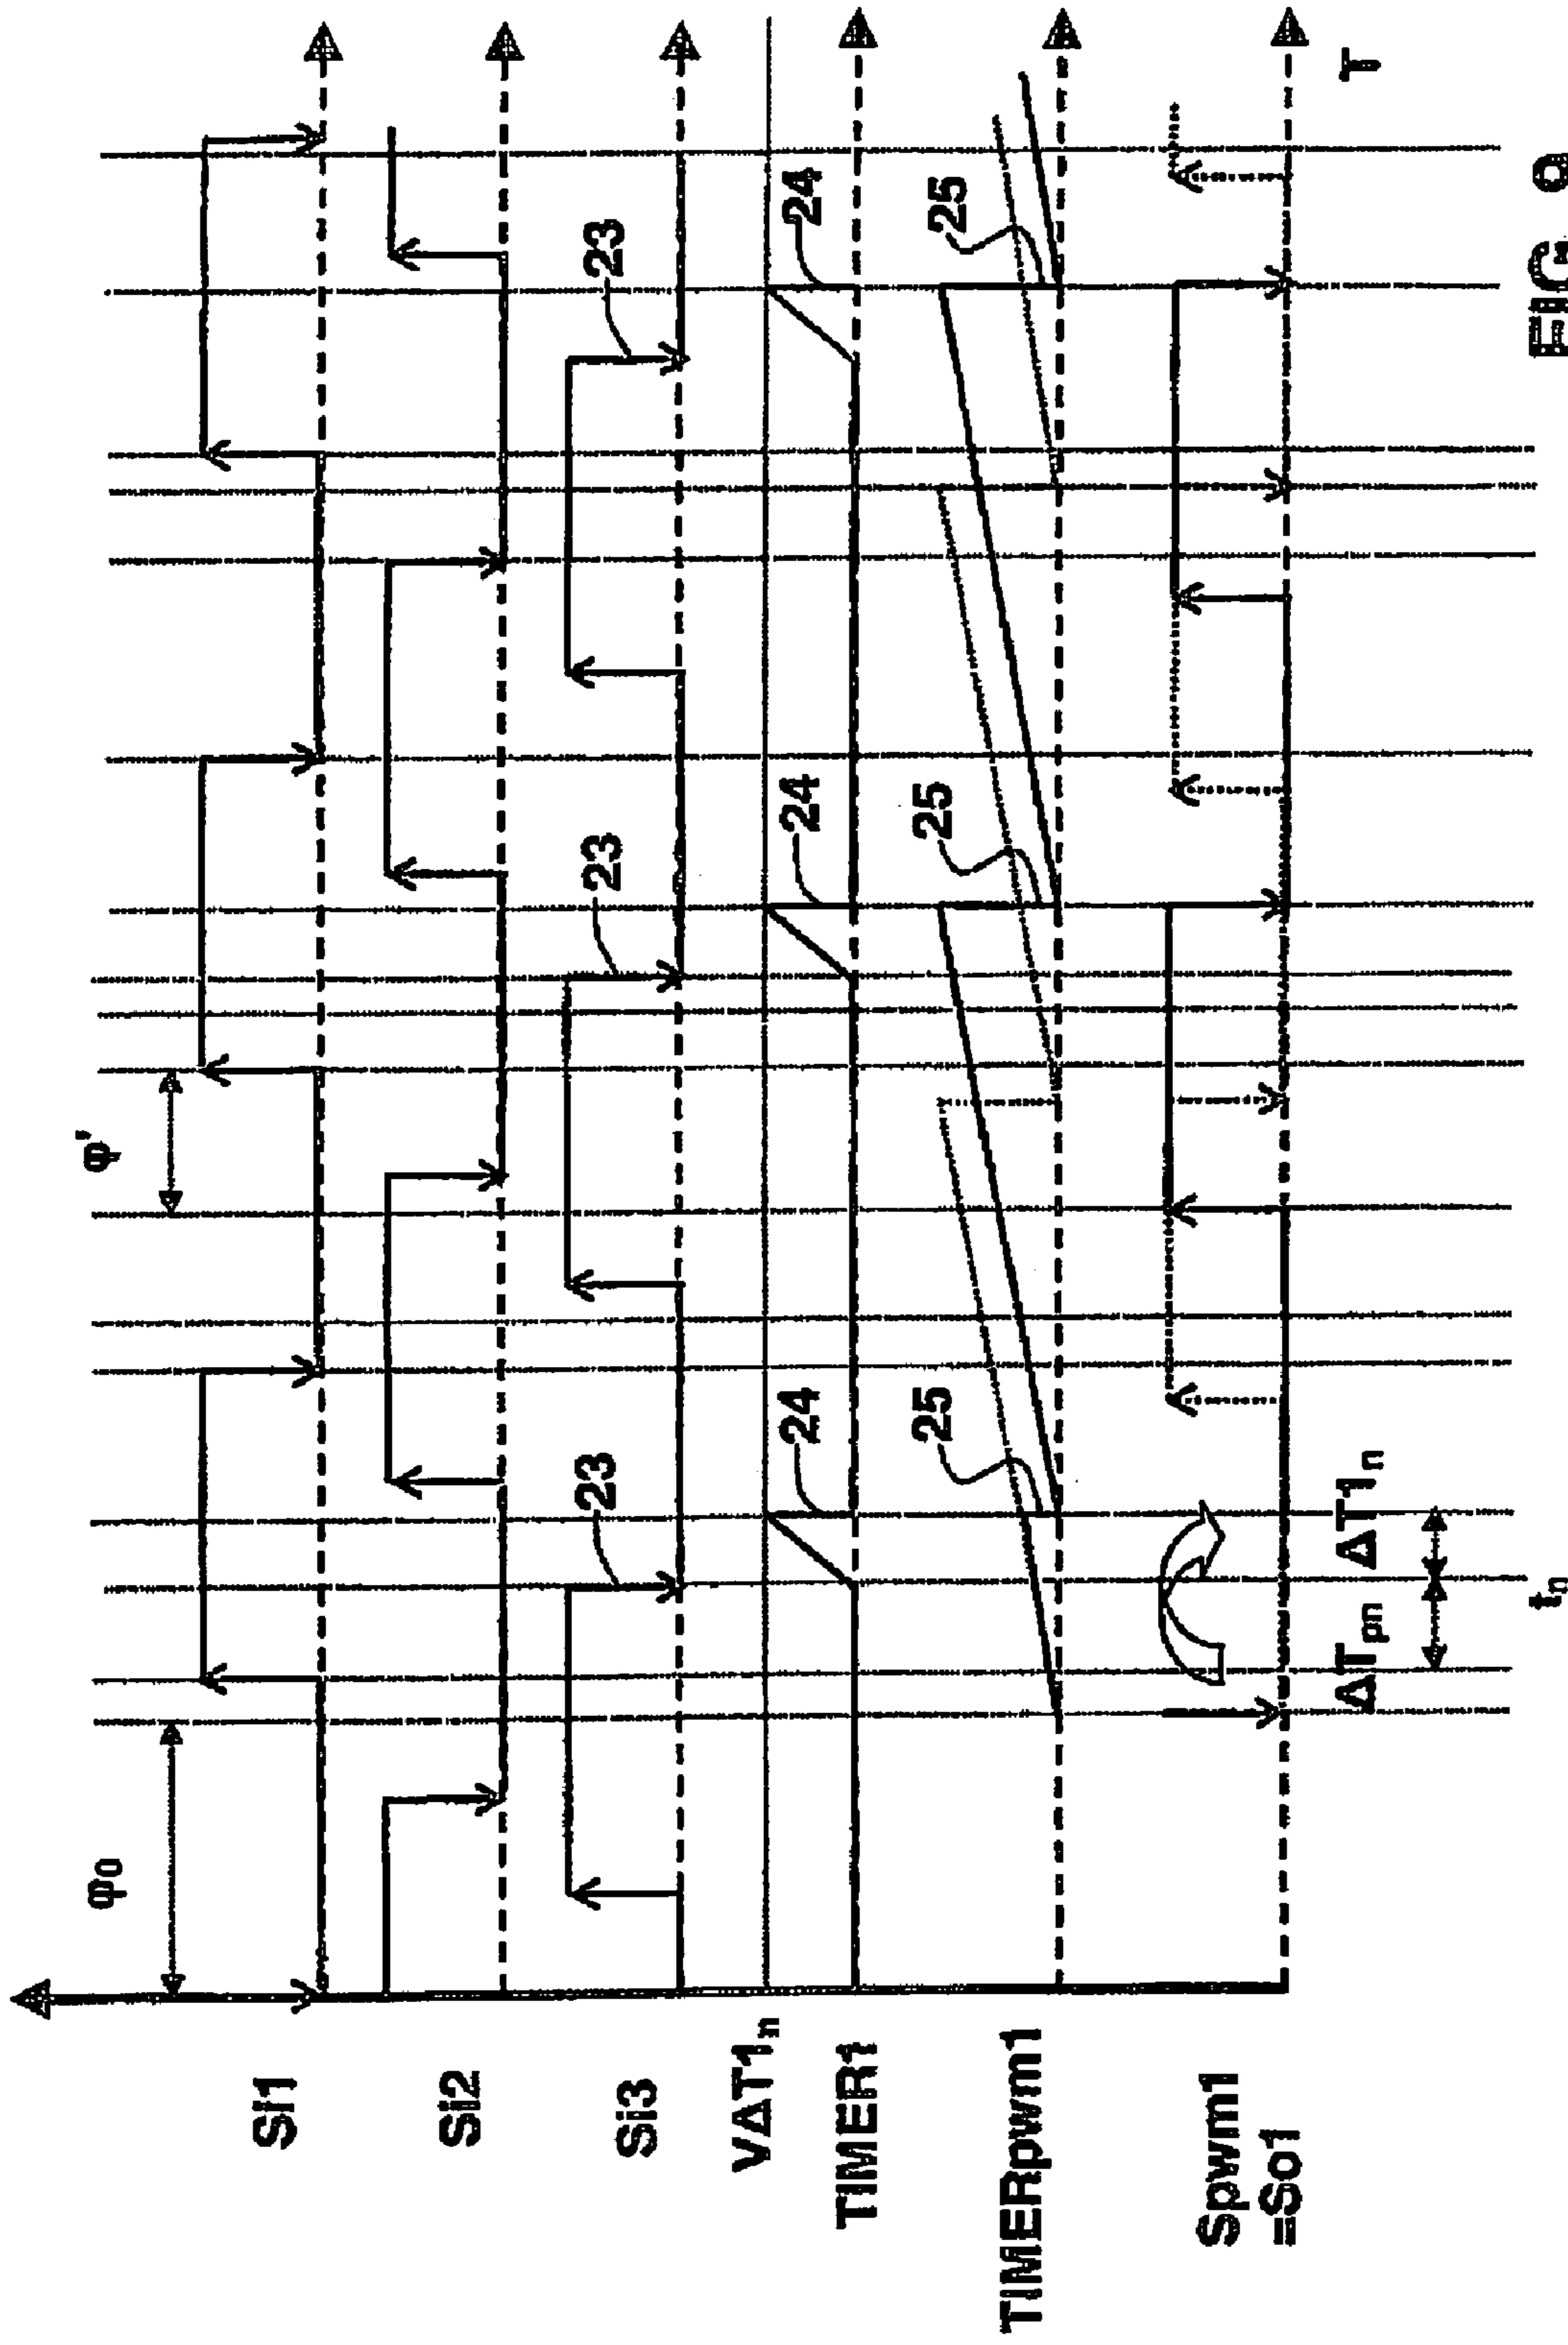 φ₀
φ'
Si1
Si2
Si3
23
23
23
VΔT1ₙ
TIMER1
24
24
24
TIMERpwm1
25
25
25
Spwm1
=So1
ΔTₚₙ
ΔT1ₙ
tₙ
T
FIG. 9